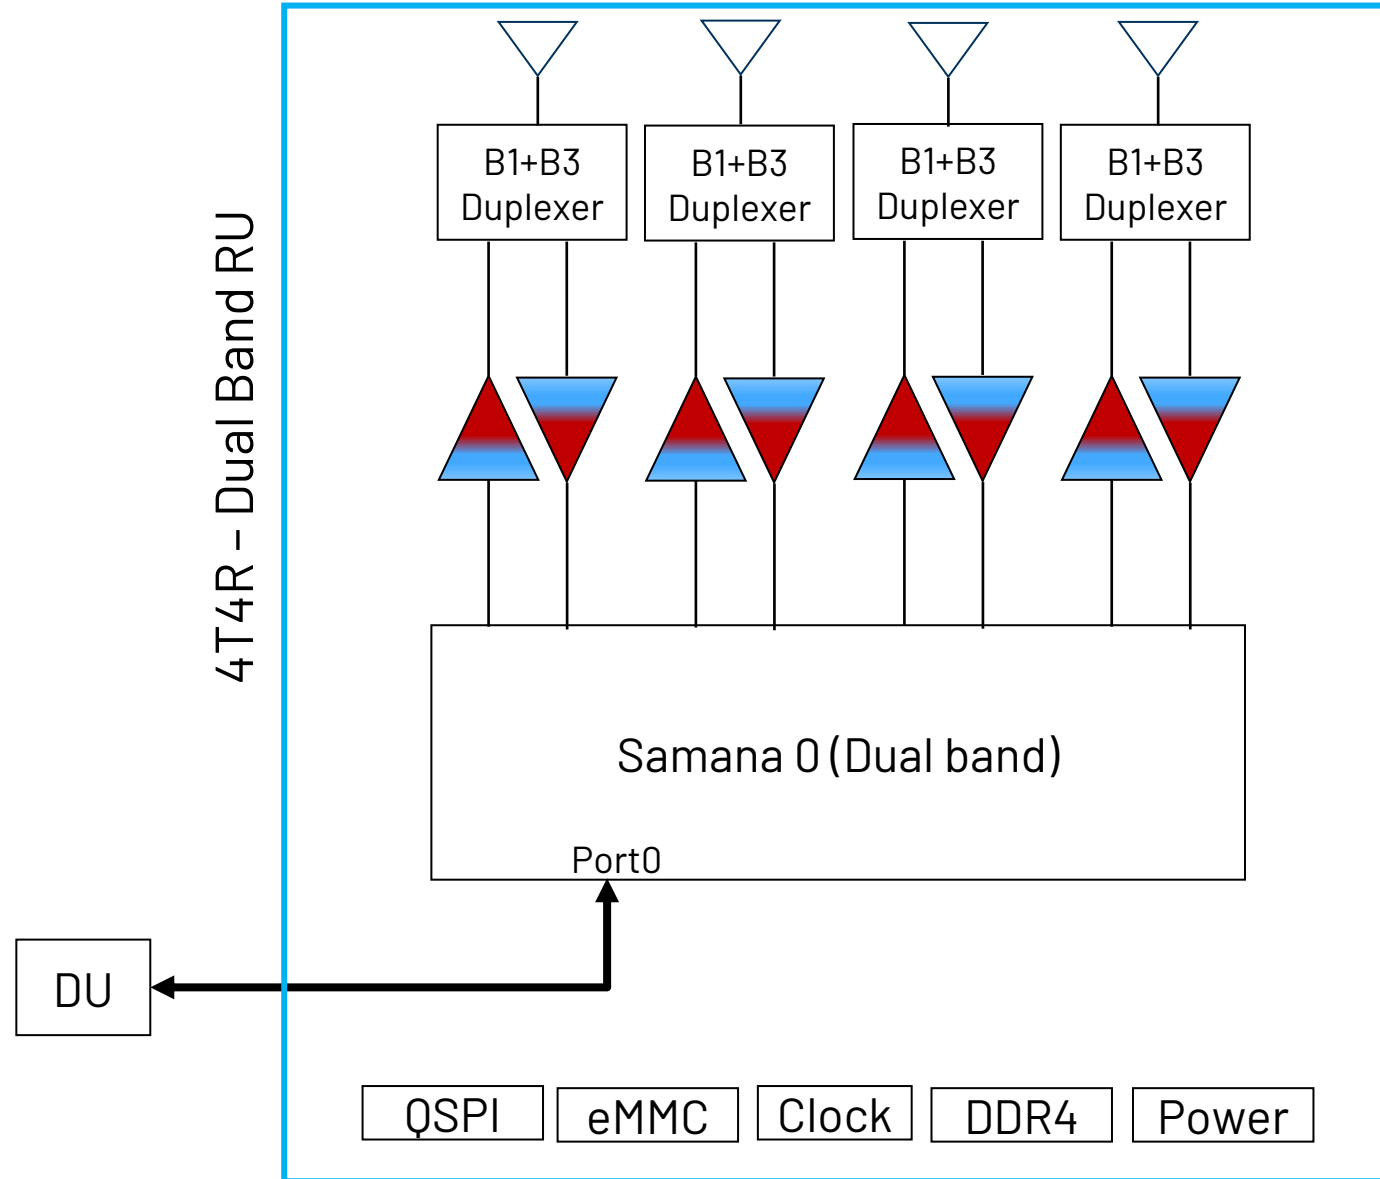 B1+B3
Duplexer
B1+B3
Duplexer
B1+B3
Duplexer
B1+B3
Duplexer
4T4R – Dual Band RU
Samana 0 (Dual band)
Port0
DU
QSPI
eMMC
Clock
DDR4
Power